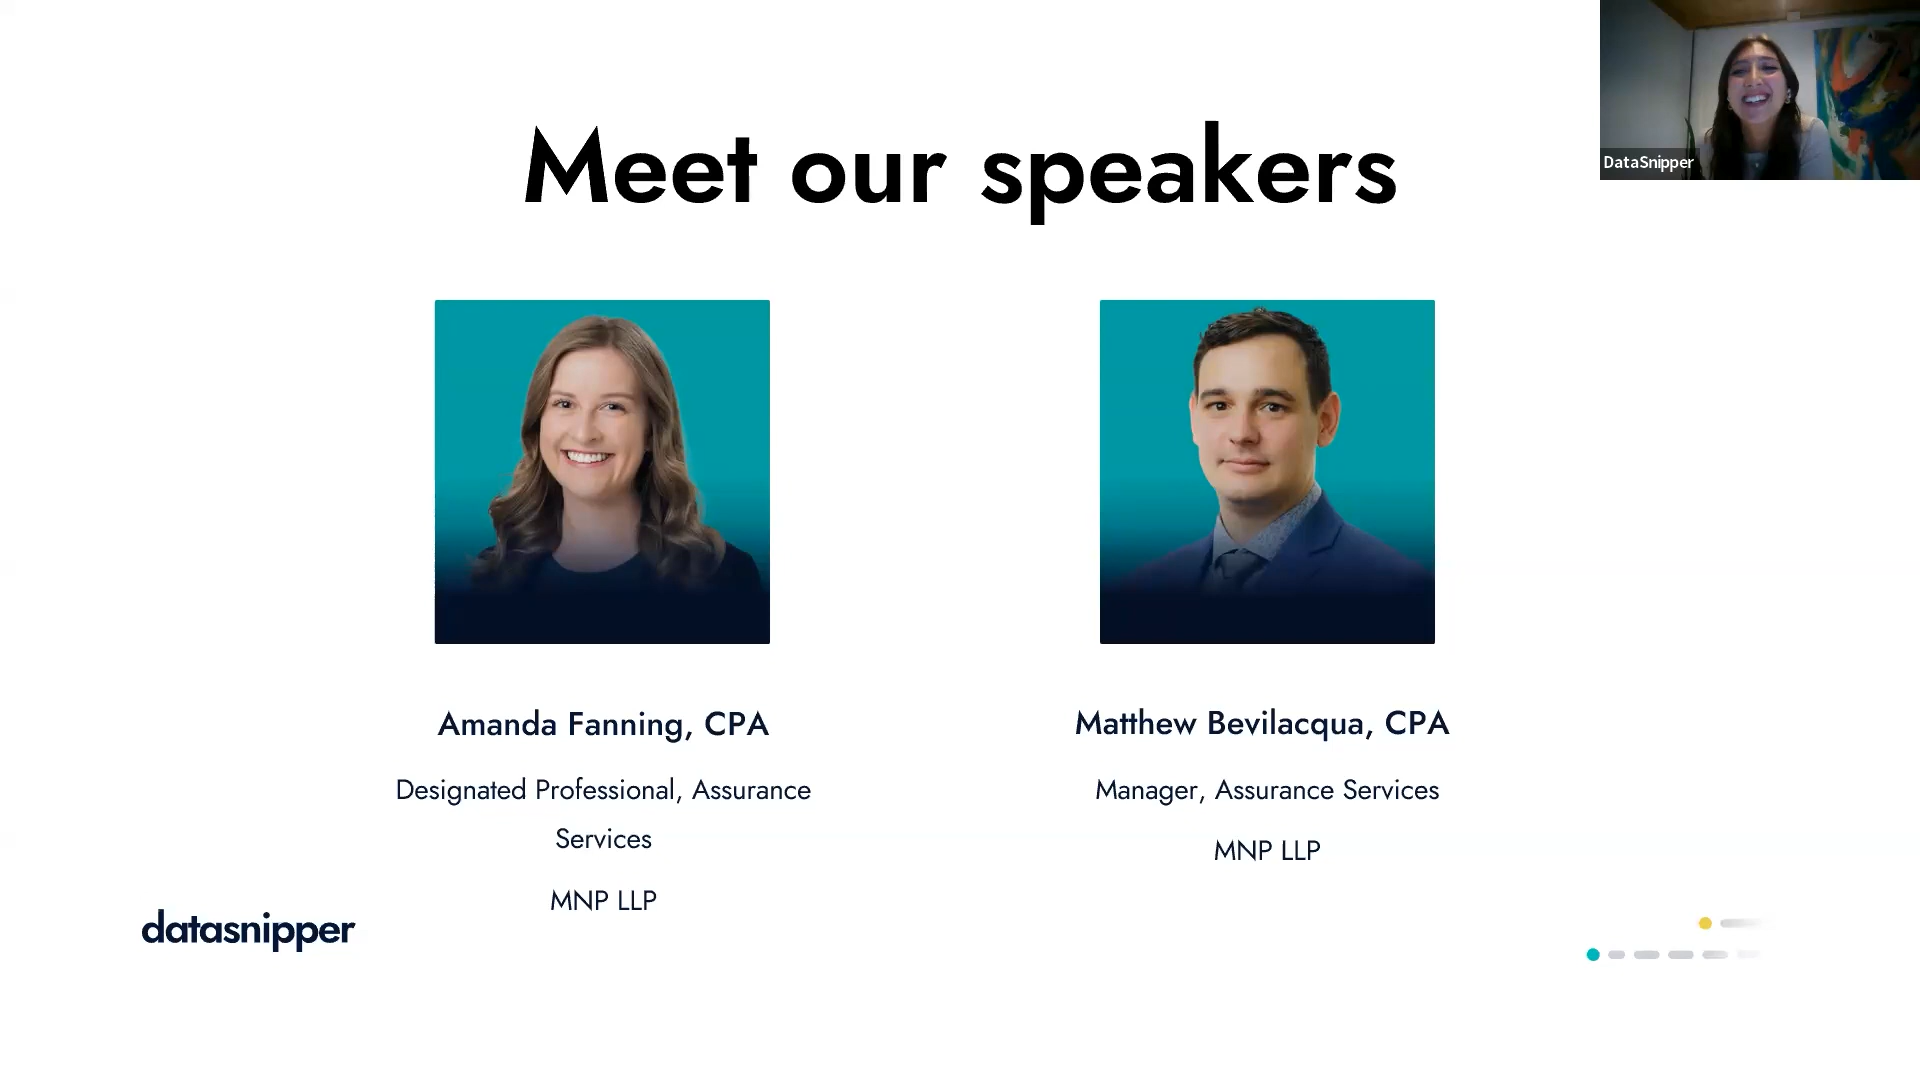 Meet our speakers
DataSnipper
Amanda Fanning, CPA
Designated Professional, Assurance
Services
MNP LLP
Matthew Bevilacqua, CPA
Manager, Assurance Services
MNP LLP
datasnipper